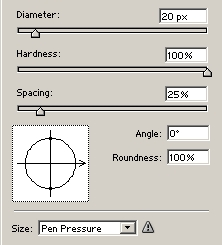 Diameter: 20 px
Hardness: 100%
Spacing: 25%
Angle: 0°
Roundness: 100%
Size: Pen Pressure